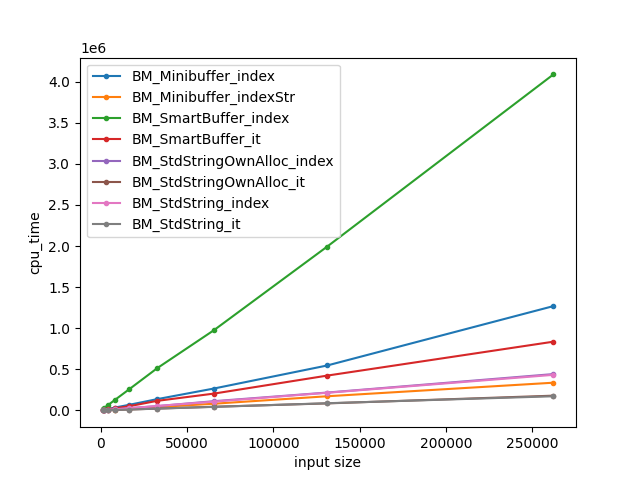 1e6
BM_Minibuffer_index
BM_Minibuffer_indexStr
BM_SmartBuffer_index
BM_SmartBuffer_it
BM_StdStringOwnAlloc_index
BM_StdStringOwnAlloc_it
BM_StdString_index
BM_StdString_it
4.0
3.5
3.0
2.5
2.0
1.5
1.0
0.5
0.0
cpu_time
0 50000 100000 150000 200000 250000
input size